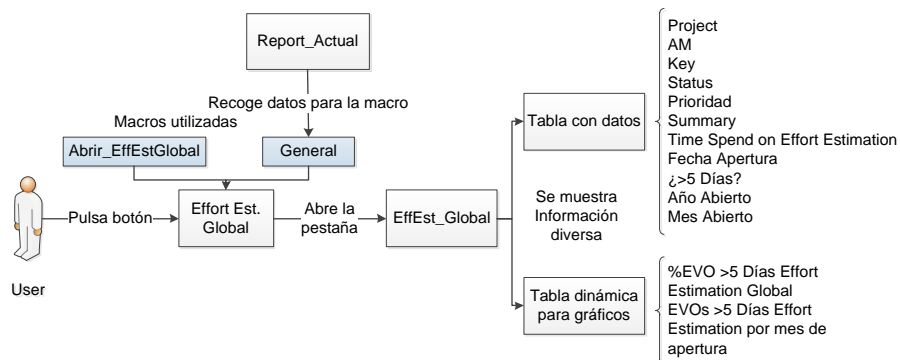 Report_Actual
Recoge datos para la macro
Macros utilizadas
Abrir_EffEstGlobal
General
User
Pulsa botón
Effort Est.
Global
Abre la
pestaña
EffEst_Global
Se muestra
Información
diversa
Tabla con datos
Project
AM
Key
Status
Prioridad
Summary
Time Spend on Effort Estimation
Fecha Apertura
¿>5 Días?
Año Abierto
Mes Abierto
Tabla dinámica
para gráficos
%EVO >5 Días Effort
Estimation Global
EVOs >5 Días Effort
Estimation por mes de
apertura